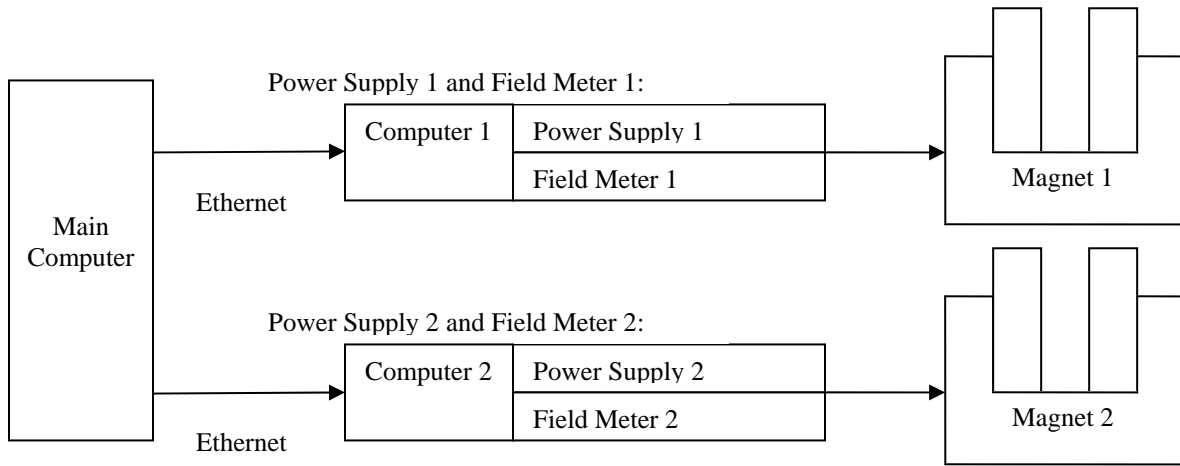 Power Supply 1 and Field Meter 1:
Computer 1
Power Supply 1
Field Meter 1
Magnet 1
Ethernet
Main
Computer
Power Supply 2 and Field Meter 2:
Computer 2
Power Supply 2
Field Meter 2
Magnet 2
Ethernet